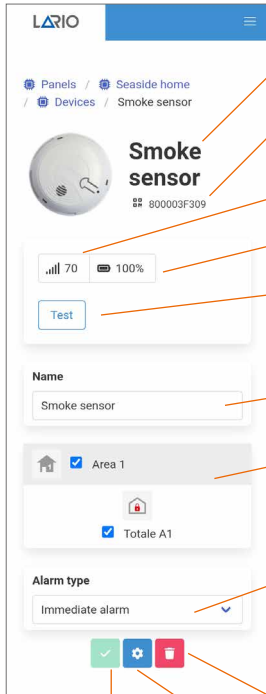 LARIO
Panels / Seaside home
/ Devices / Smoke sensor
Smoke
sensor
800003F309
70 100%
Test
Name
Smoke sensor
Area 1
Totale A1
Alarm type
Immediate alarm